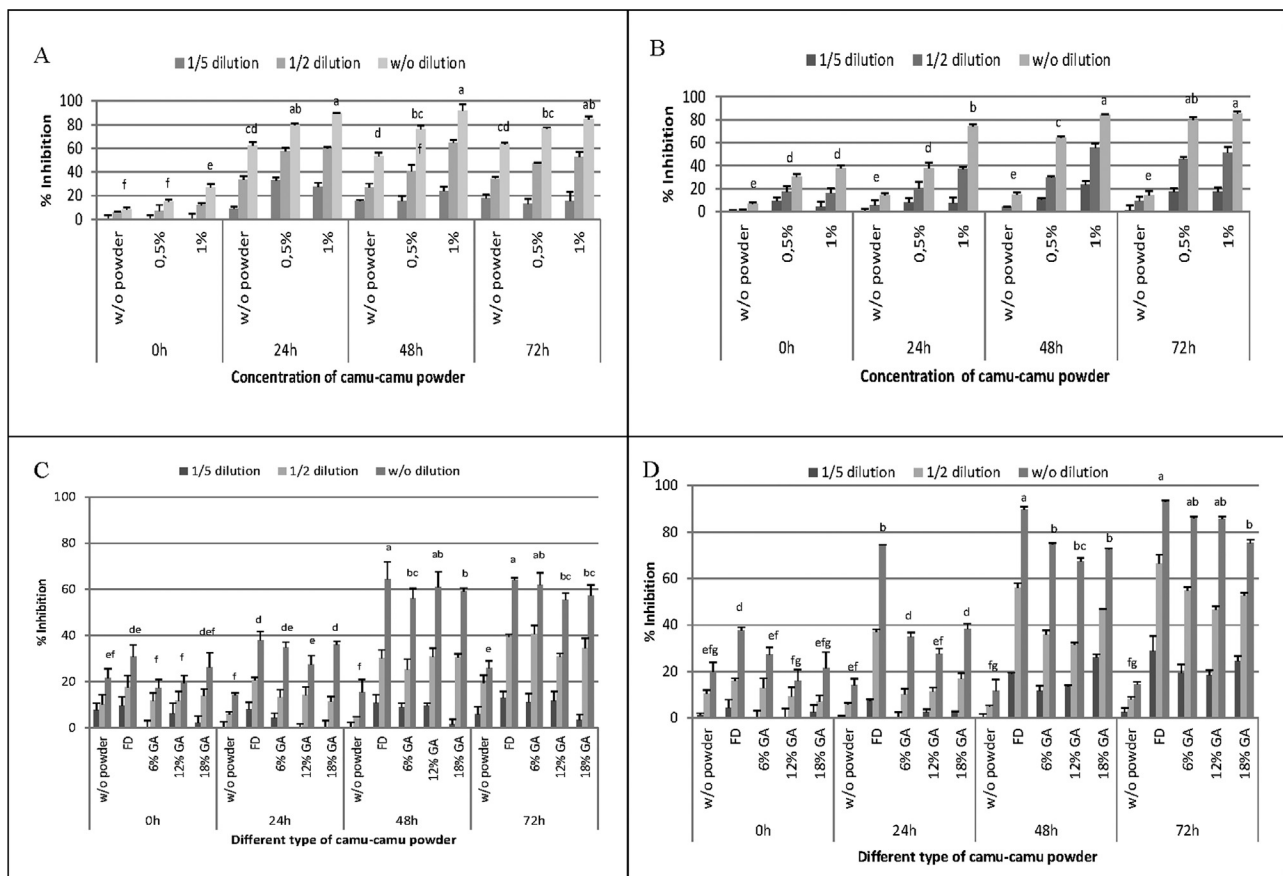 A
1/5 dilution 1/2 dilution w/o dilution
% Inhibition
100
80
60
40
20
0
f f e cd ab a d bc f a cd bc ab
w/o powder 0,5% 1% w/o powder 0,5% 1% w/o powder 0,5% 1% w/o powder 0,5% 1%
0h 24h 48h 72h
Concentration of camu-camu powder
B
1/5 dilution 1/2 dilution w/o dilution
% Inhibition
100
80
60
40
20
0
e d d e d b e c a e ab a
w/o powder 0,5% 1% w/o powder 0,5% 1% w/o powder 0,5% 1% w/o powder 0,5% 1%
0h 24h 48h 72h
Concentration of camu-camu powder
C
1/5 dilution 1/2 dilution w/o dilution
% Inhibition
100
80
60
40
20
0
ef de f f def f d de e d f a bc ab b e a ab bc bc
w/o powder FD 6% GA 12% GA 18% GA w/o powder FD 6% GA 12% GA 18% GA w/o powder FD 6% GA 12% GA 18% GA w/o powder FD 6% GA 12% GA 18% GA
0h 24h 48h 72h
Different type of camu-camu powder
D
1/5 dilution 1/2 dilution w/o dilution
% Inhibition
100
80
60
40
20
0
efg d ef fg efg ef b d ef d fg a b bc b fg a ab ab b
w/o powder FD 6% GA 12% GA 18% GA w/o powder FD 6% GA 12% GA 18% GA w/o powder FD 6% GA 12% GA 18% GA w/o powder FD 6% GA 12% GA 18% GA
0h 24h 48h 72h
Different type of camu-camu powder